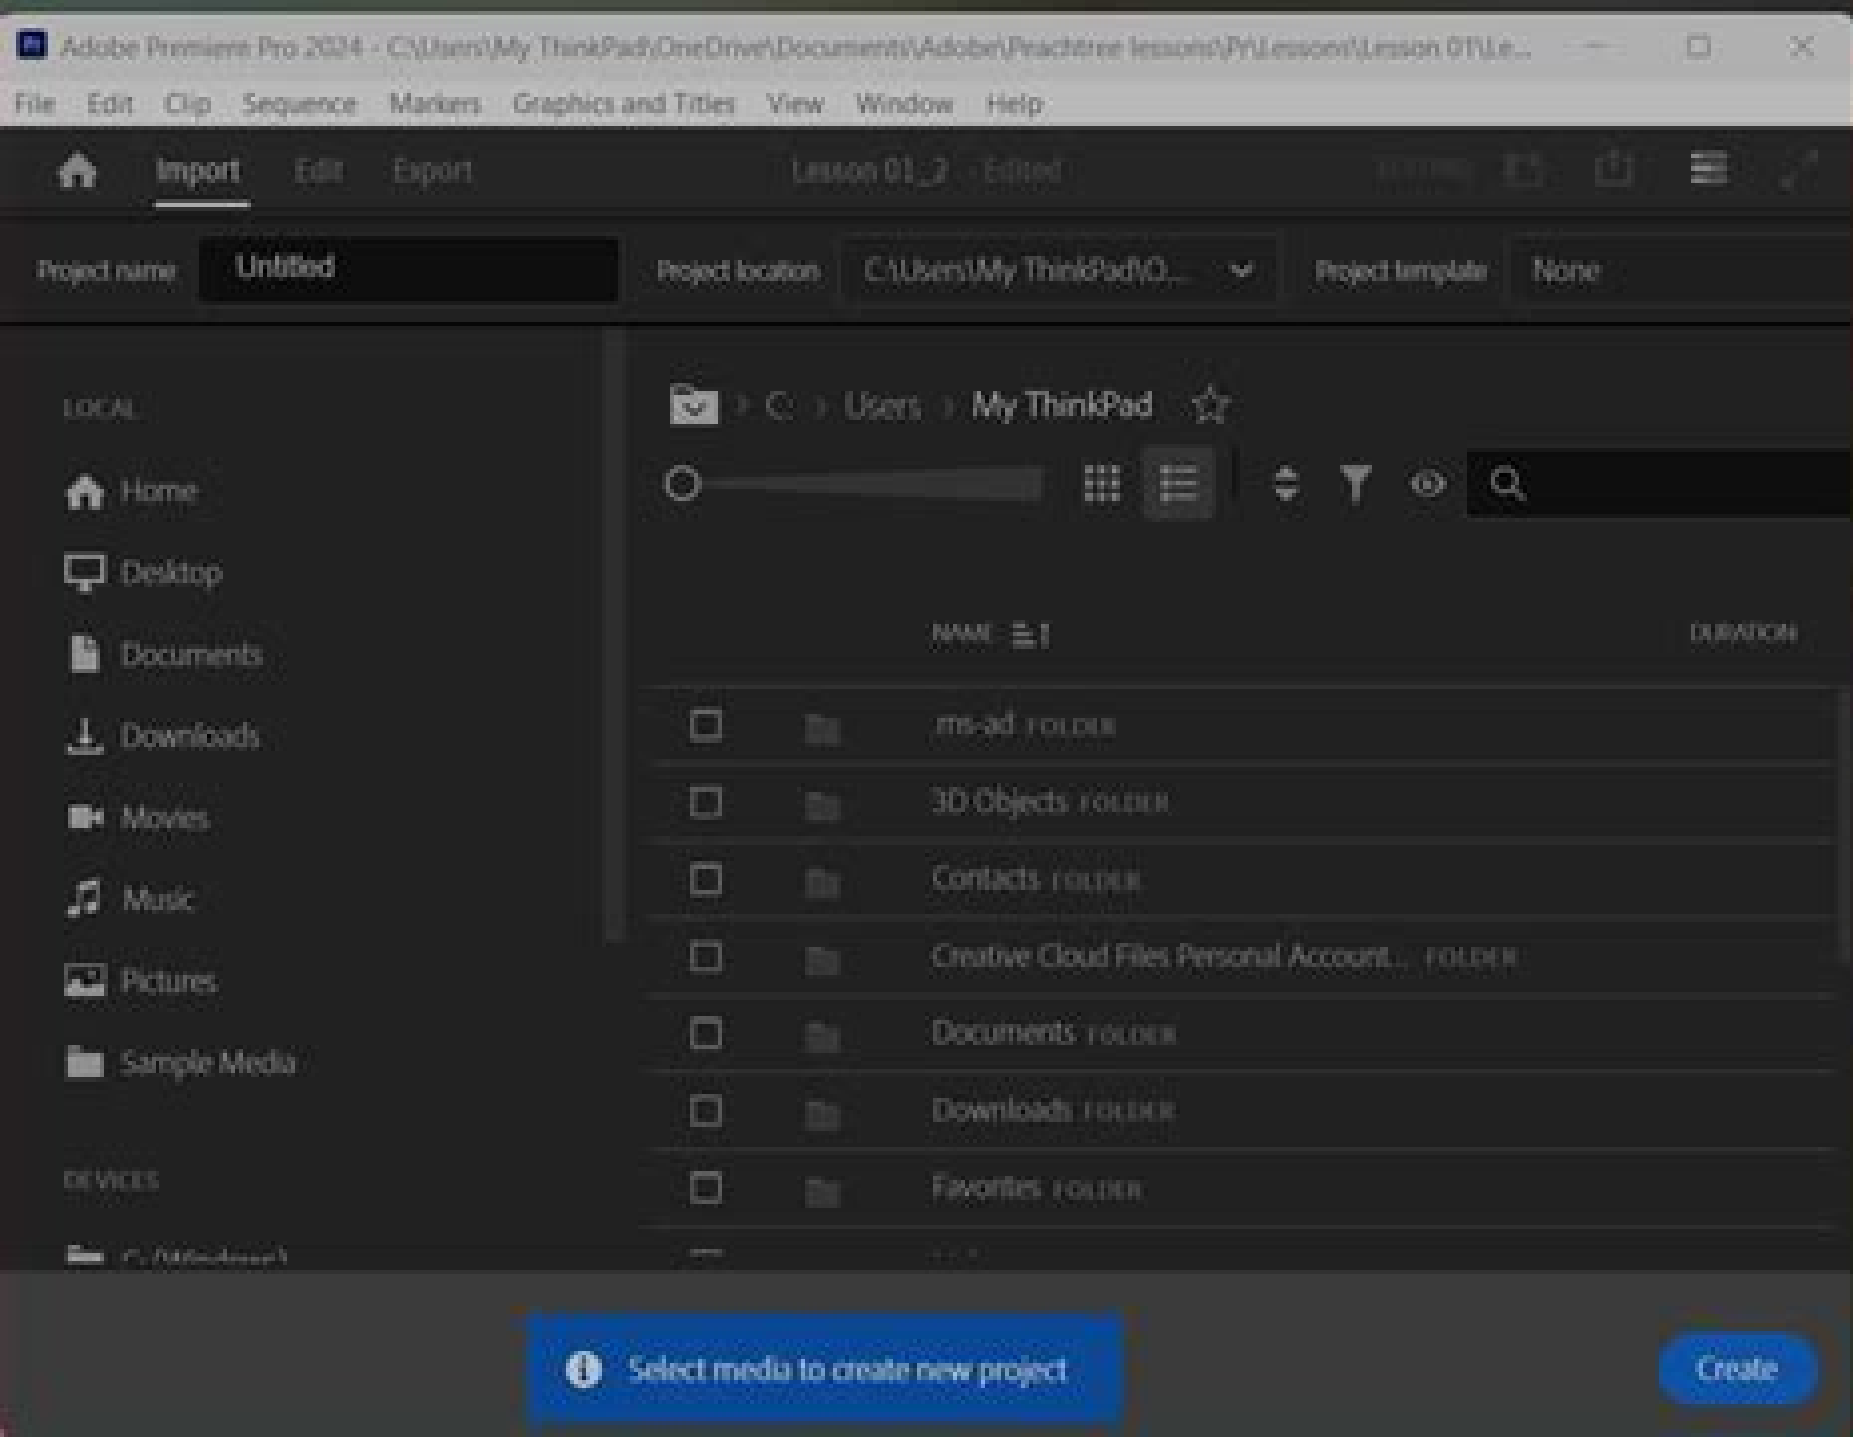 Adobe Premiere Pro 2024 - C:\Users\My ThinkPad\OneDrive\Documents\Adobe\Peachtree lessons\Pr\Lessons\Lesson 01\Le...
File Edit Clip Sequence Markers Graphics and Titles View Window Help
Import Edit Export Lesson 01_2 - Edited
Project name Untitled Project location C:\Users\My ThinkPad\O... Project template None
LOCAL
Home
Desktop
Documents
Downloads
Movies
Music
Pictures
Sample Media
DEVICES
C: (Windows)
C: › Users › My ThinkPad
NAME DURATION
.ms-ad FOLDER
3D Objects FOLDER
Contacts FOLDER
Creative Cloud Files Personal Account... FOLDER
Documents FOLDER
Downloads FOLDER
Favorites FOLDER
Select media to create new project
Create